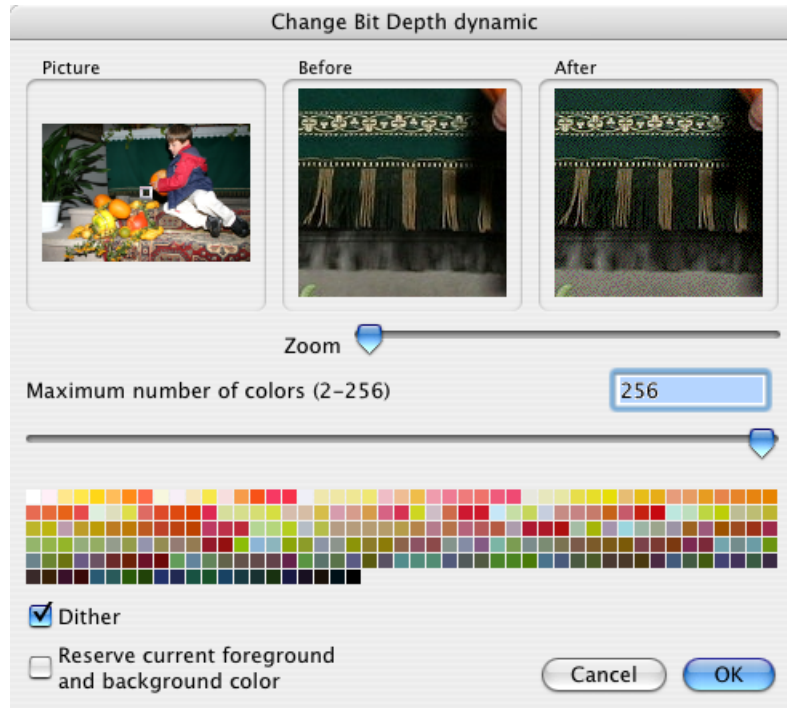 Change Bit Depth dynamic
Picture
Before
After
Zoom
Maximum number of colors (2-256)
256
Dither
Reserve current foreground
and background color
Cancel
OK